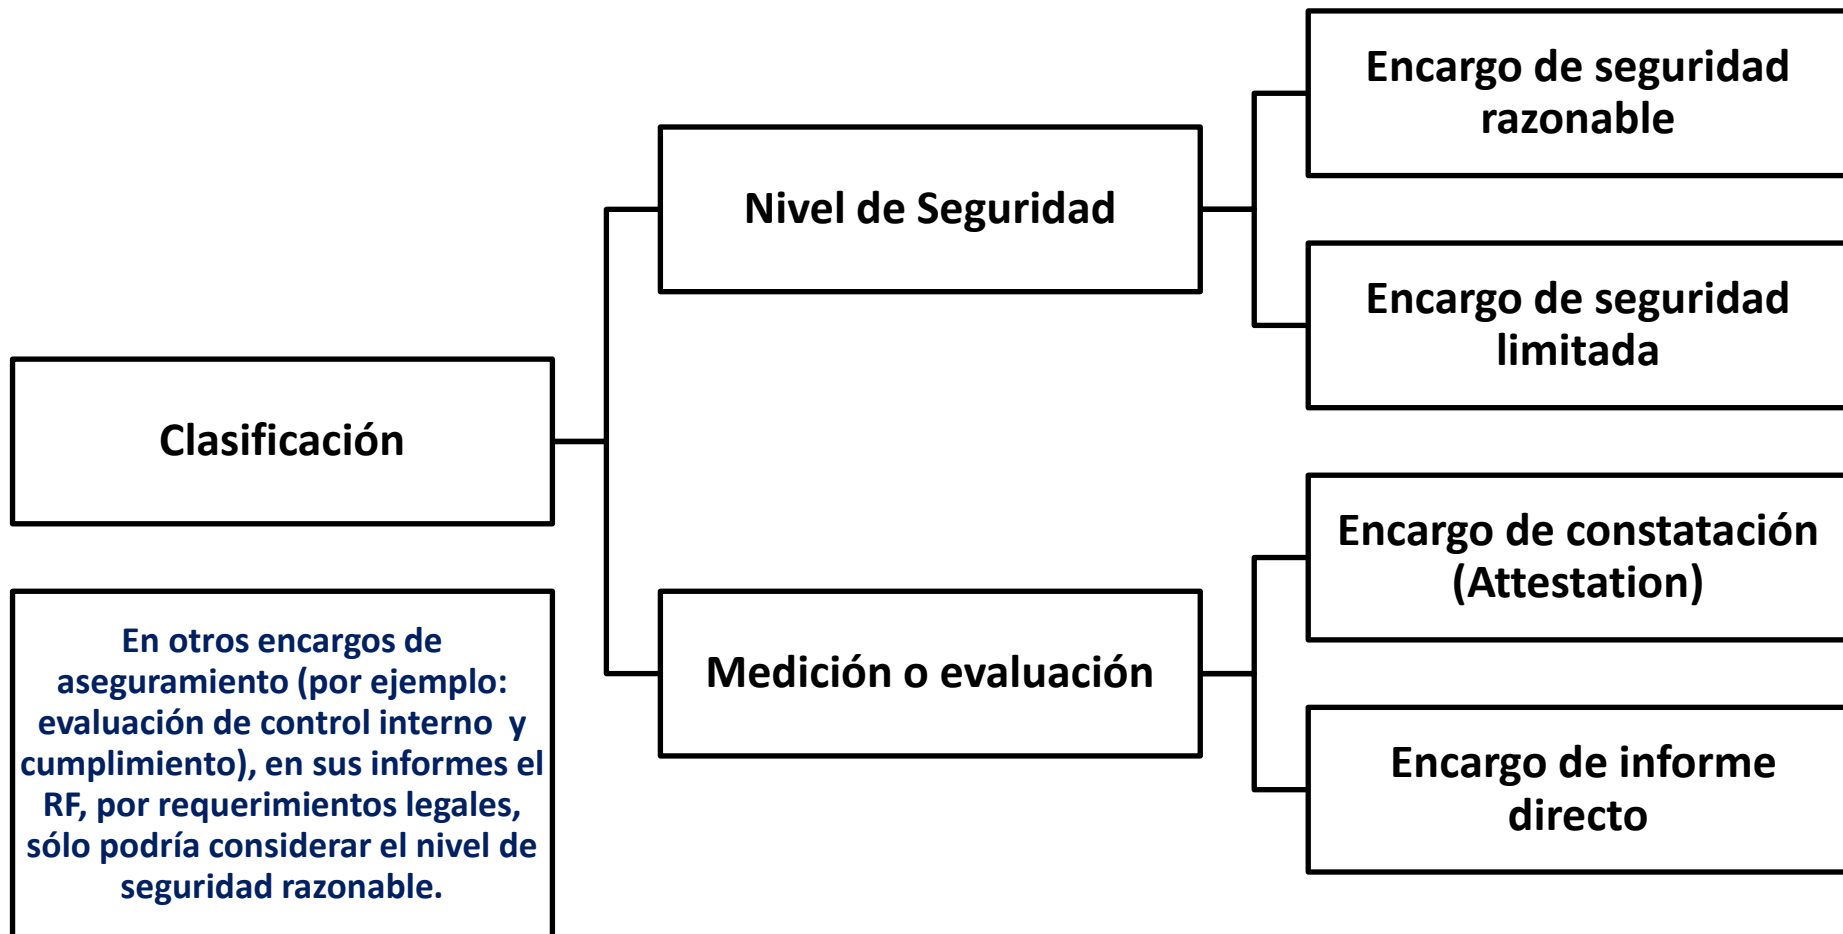 Encargo de seguridad
razonable
Nivel de Seguridad
Encargo de seguridad
limitada
Clasificación
Encargo de constatación
(Attestation)
Medición o evaluación
Encargo de informe
directo
En otros encargos de
aseguramiento (por ejemplo:
evaluación de control interno y
cumplimiento), en sus informes el
RF, por requerimientos legales,
sólo podría considerar el nivel de
seguridad razonable.